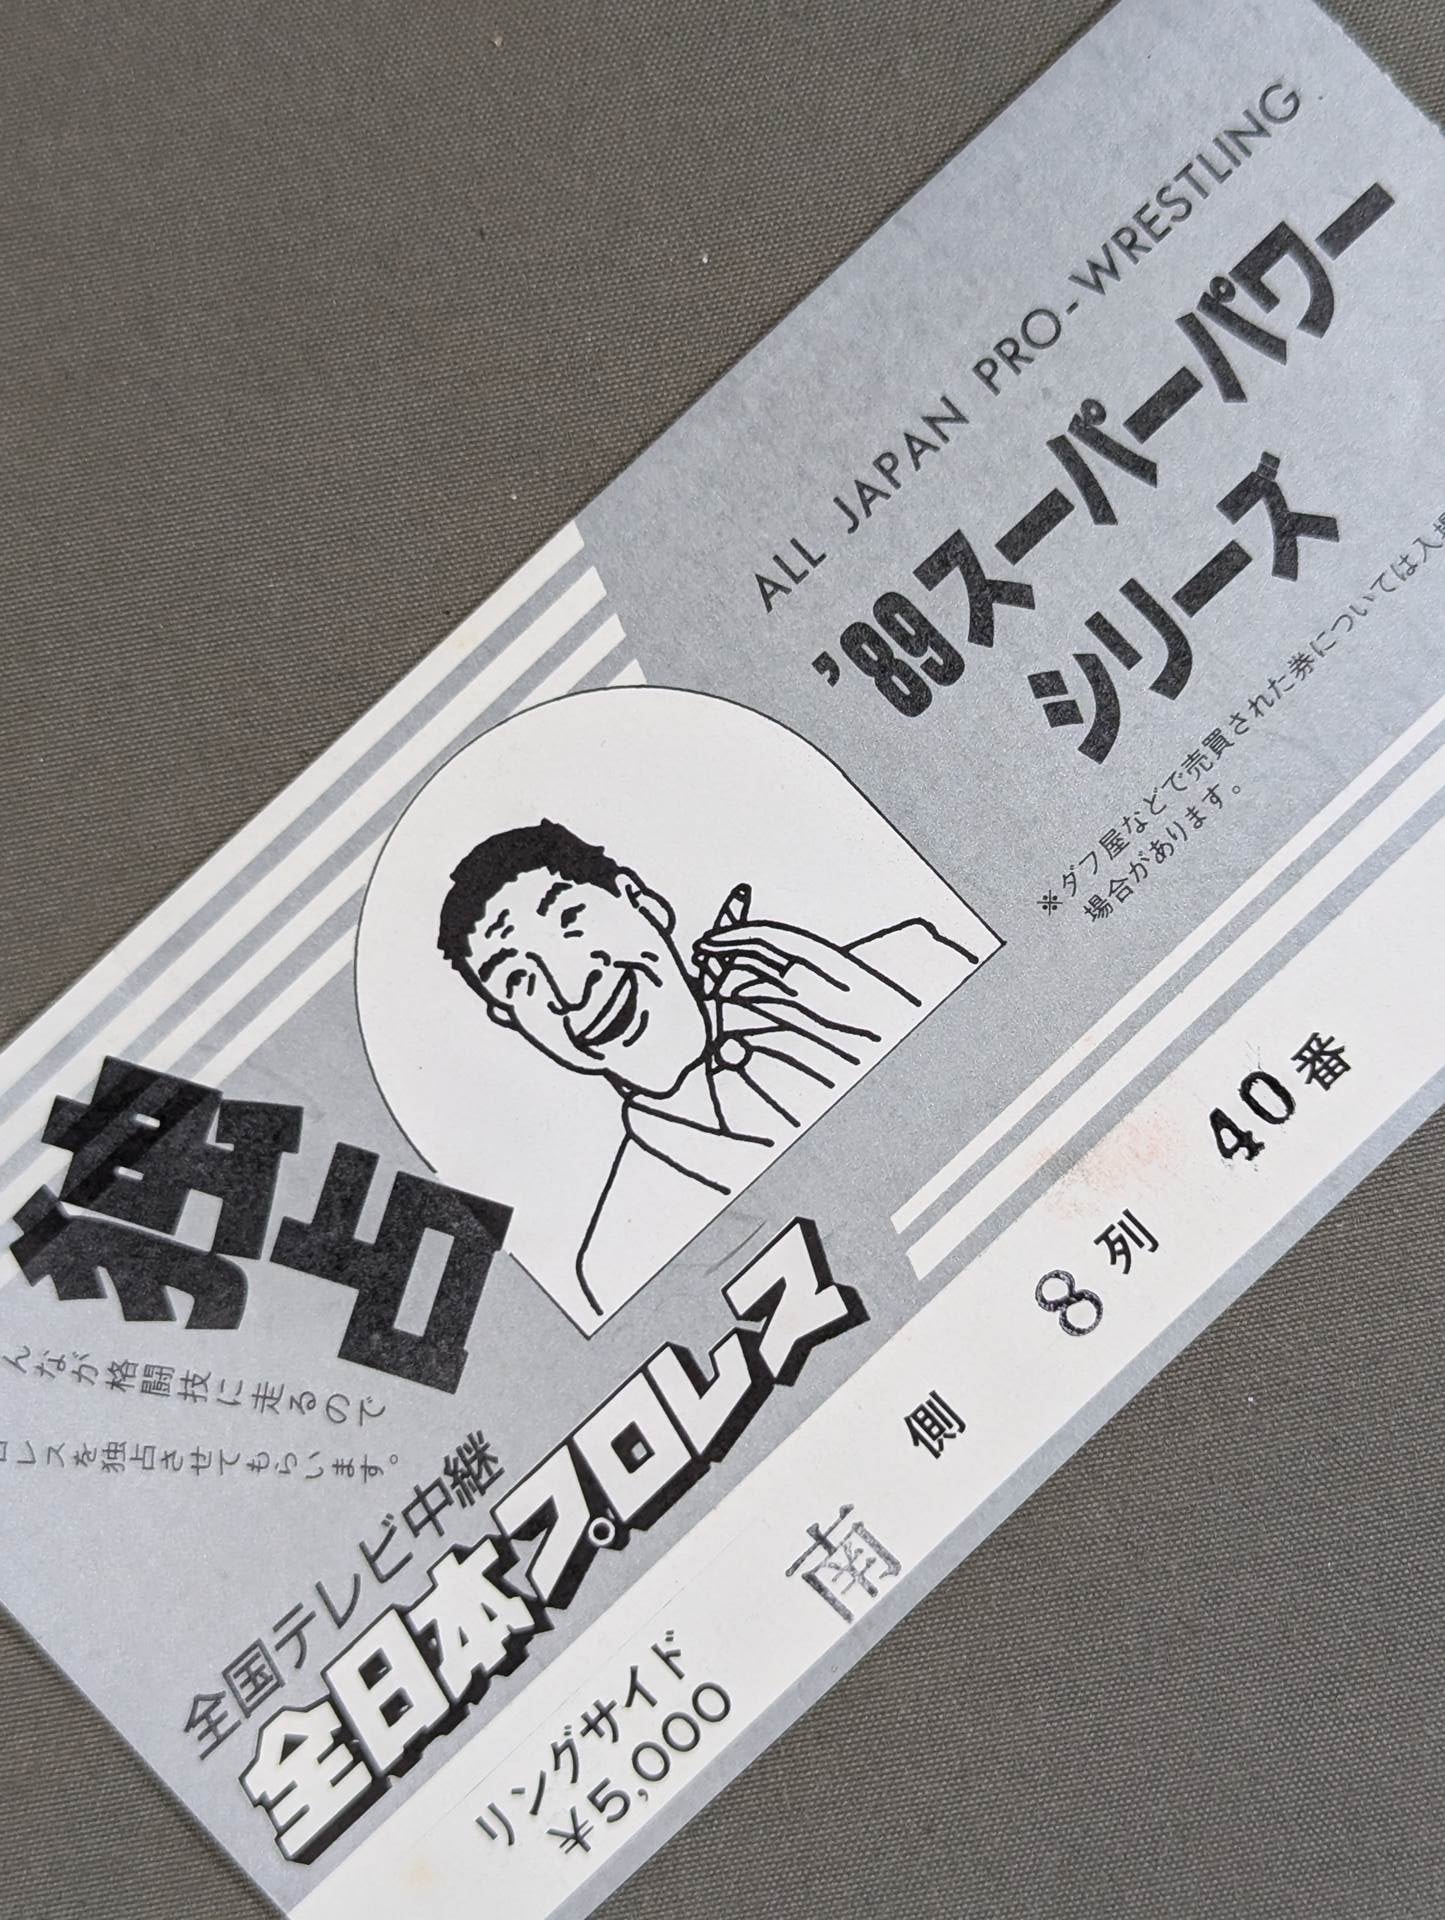 ALL JAPAN PRO-WRESTLING
'89スーパーパワー
シリーズ
※ダフ屋などで売買された券については入場
場合があります。
独占
んなが格闘技に走るので
ロレスを独占させてもらいます。
全国テレビ中継
全日本プロレス
リングサイド
¥5,000
南 側 8 列 40 番